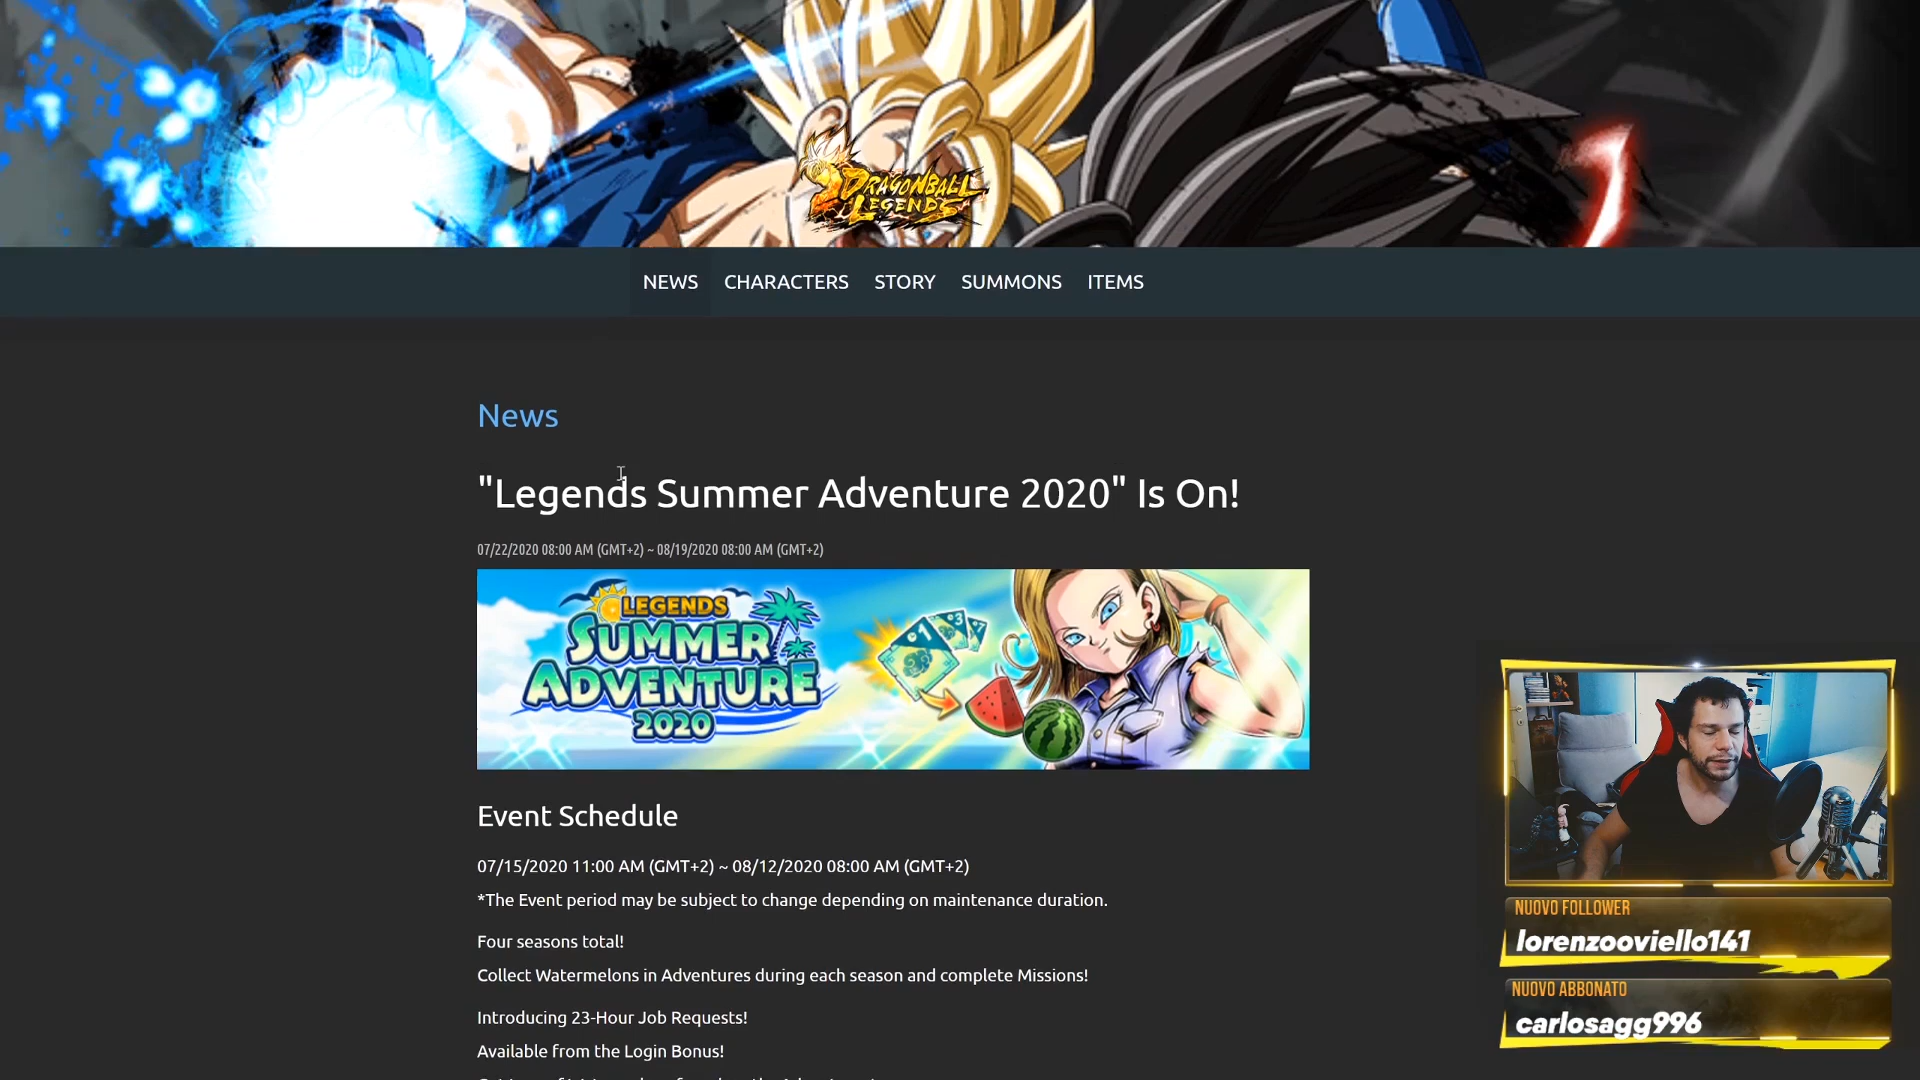 DRAGONBALL
LEGENDS
NEWS CHARACTERS STORY SUMMONS ITEMS
News
"Legends Summer Adventure 2020" Is On!
07/22/2020 08:00 AM (GMT+2) ~ 08/19/2020 08:00 AM (GMT+2)
LEGENDS
SUMMER
ADVENTURE
2020
1 3 7
Event Schedule
07/15/2020 11:00 AM (GMT+2) ~ 08/12/2020 08:00 AM (GMT+2)
*The Event period may be subject to change depending on maintenance duration.
Four seasons total!
Collect Watermelons in Adventures during each season and complete Missions!
Introducing 23-Hour Job Requests!
Available from the Login Bonus!
NUOVO FOLLOWER
lorenzooviello141
NUOVO ABBONATO
carlosagg996